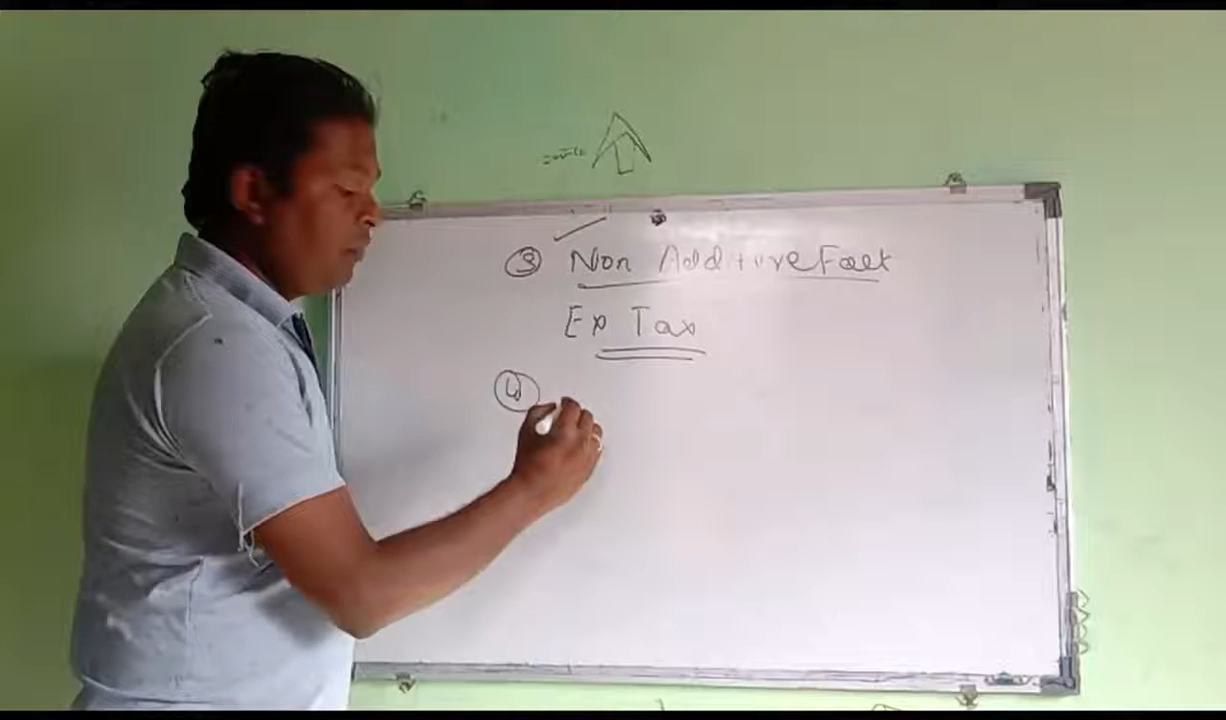 ③ Non Additive Fact
Ex Tax
④